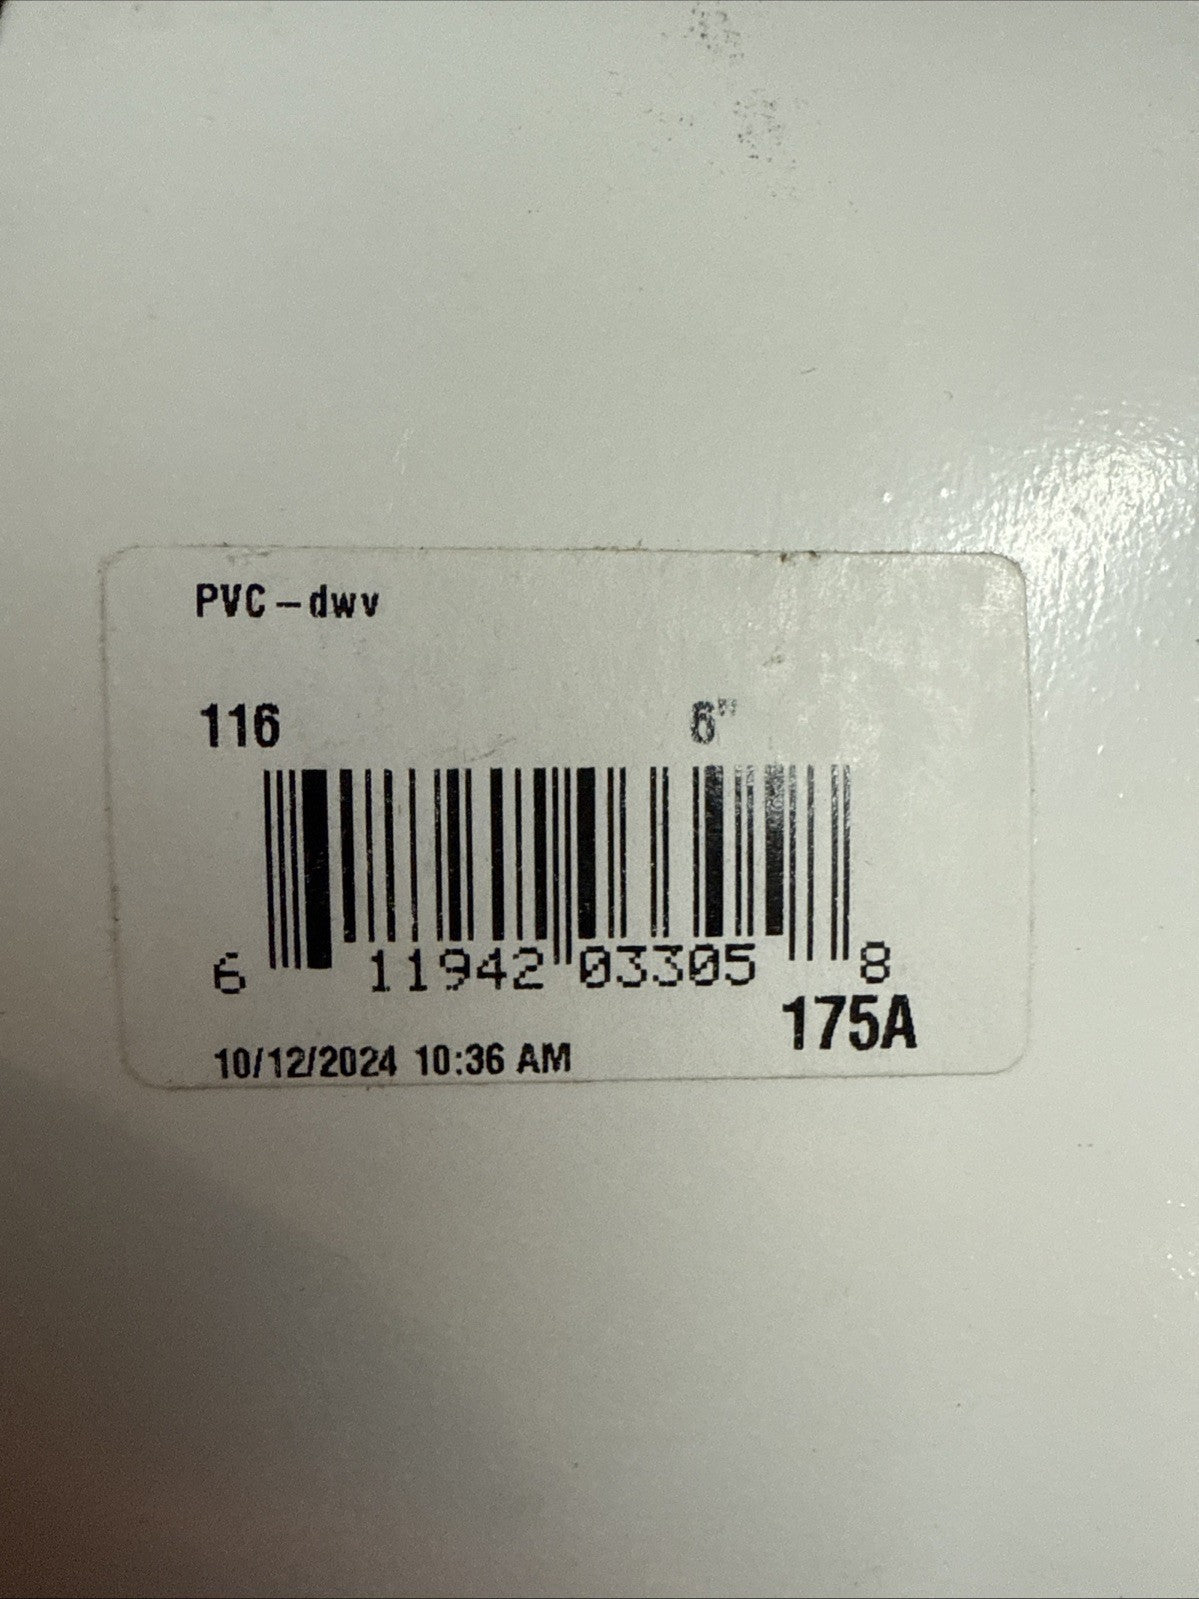 PVC-dwv
116 6"
6 11942 03305 8
175A
10/12/2024 10:36 AM